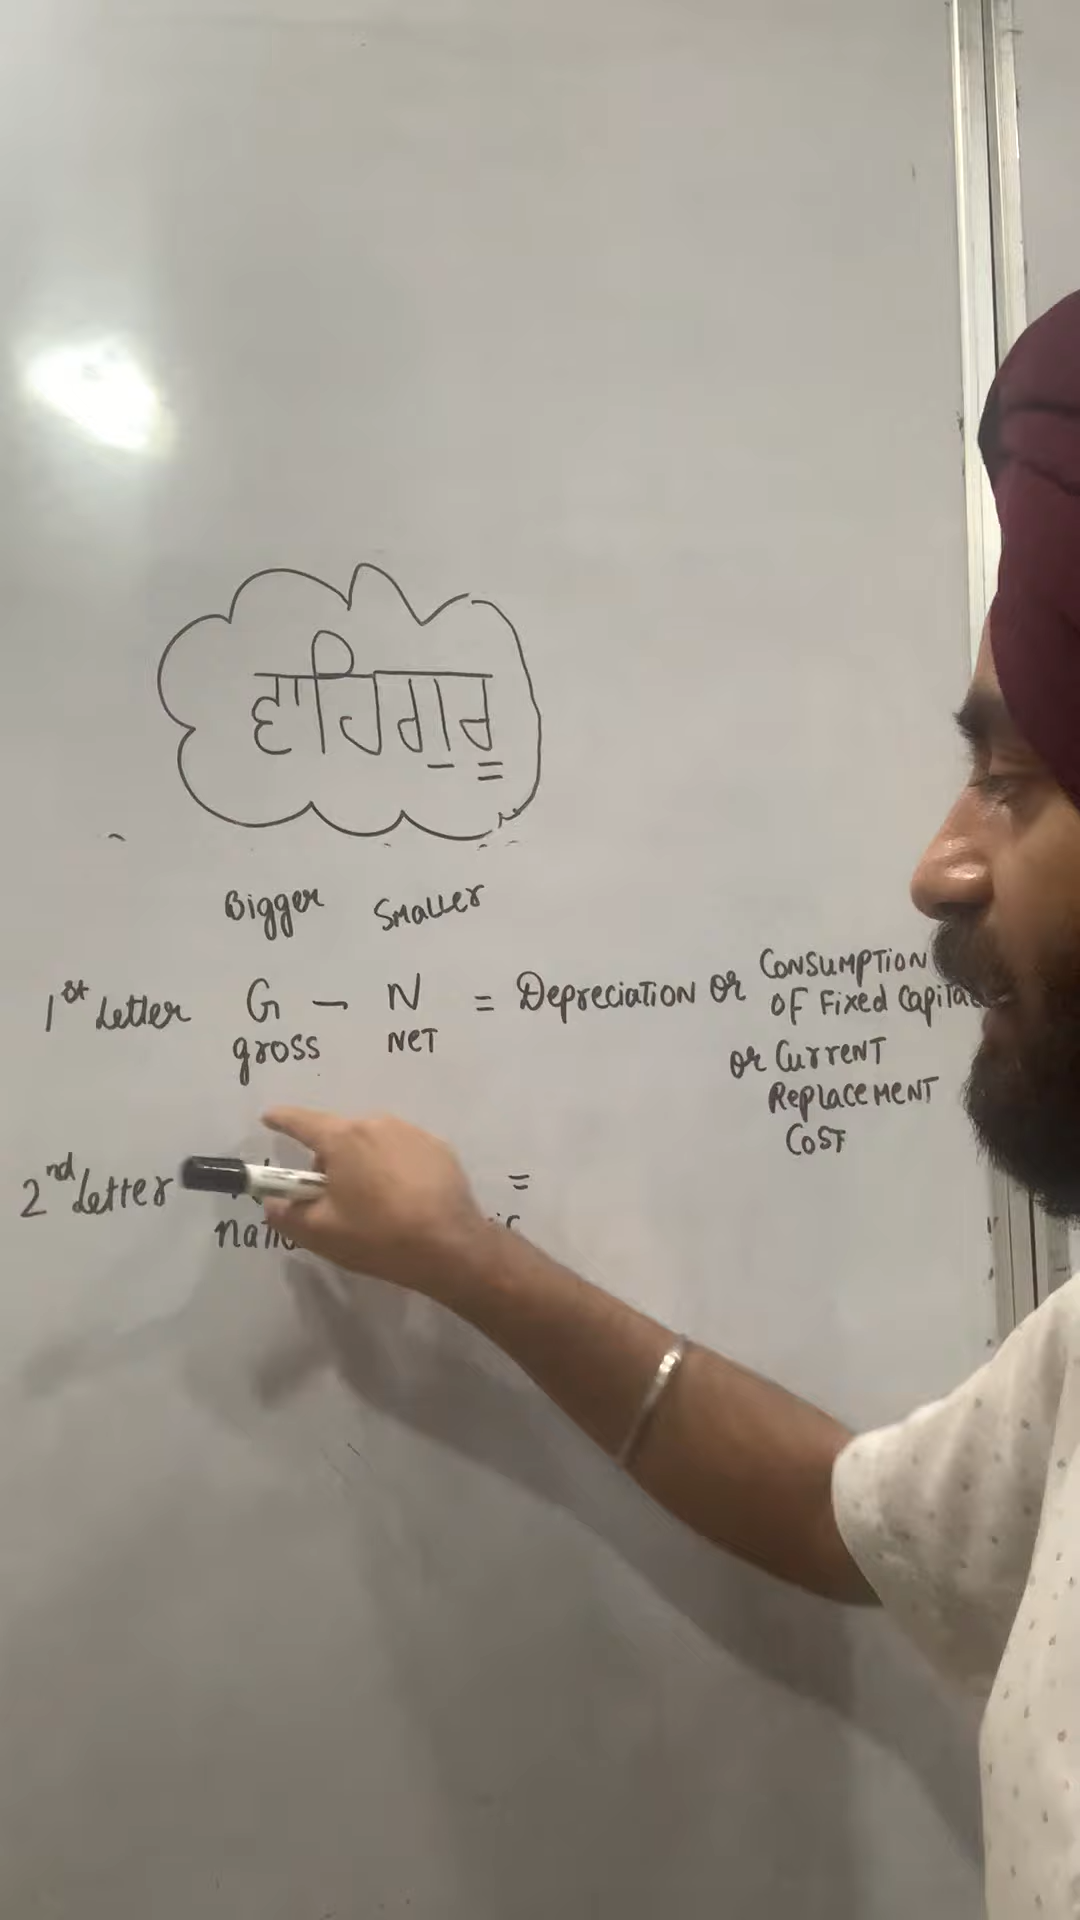 ਵਾਹਿਗੁਰੂ
Bigger Smaller
1st Letter G – N = Depreciation or Consumption of Fixed Capital
gross Net
or Current Replacement Cost
2nd Letter =